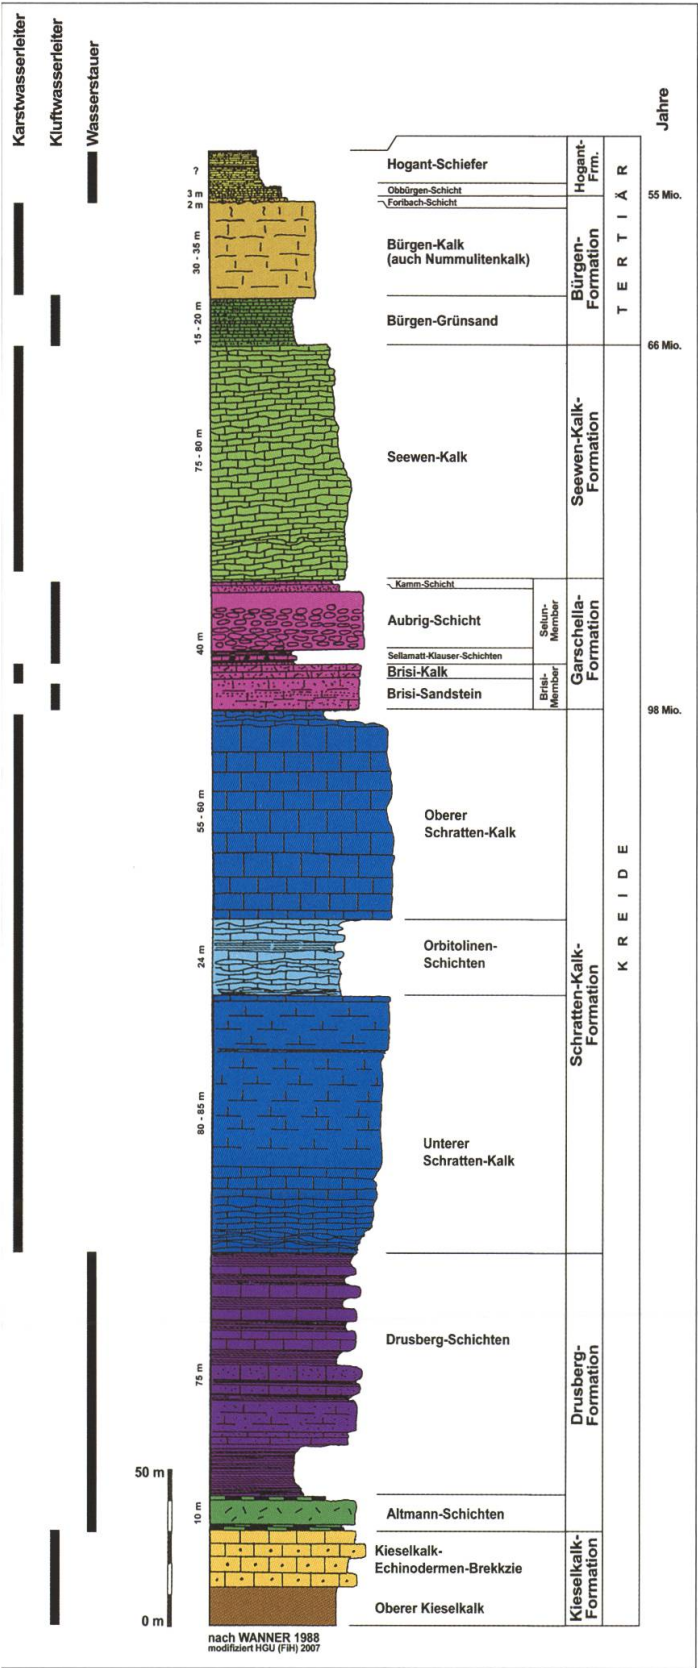 Karstwasserleiter
Kluftwasserleiter
Wasserstauer
Jahre
?
3 m
2 m
30 - 35 m
15 - 20 m
75 - 80 m
40 m
55 - 60 m
24 m
80 - 85 m
75 m
10 m
50 m
0 m
Hogant-Schiefer
Obbürgen-Schicht
Foribach-Schicht
Bürgen-Kalk
(auch Nummulitenkalk)
Bürgen-Grünsand
Seewen-Kalk
Kamm-Schicht
Aubrig-Schicht
Sellamatt-Klauser-Schichten
Brisi-Kalk
Brisi-Sandstein
Oberer
Schratten-Kalk
Orbitolinen-
Schichten
Unterer
Schratten-Kalk
Drusberg-Schichten
Altmann-Schichten
Kieselkalk-
Echinodermen-Brekkzie
Oberer Kieselkalk
Selun-
Member
Brisi-
Member
Hogant-
Frm.
Bürgen-
Formation
Seewen-Kalk-
Formation
Garschella-
Formation
Schratten-Kalk-
Formation
Drusberg-
Formation
Kieselkalk-
Formation
TERTIÄR
KREIDE
55 Mio.
66 Mio.
98 Mio.
nach WANNER 1988
modifiziert HGU (FiH) 2007